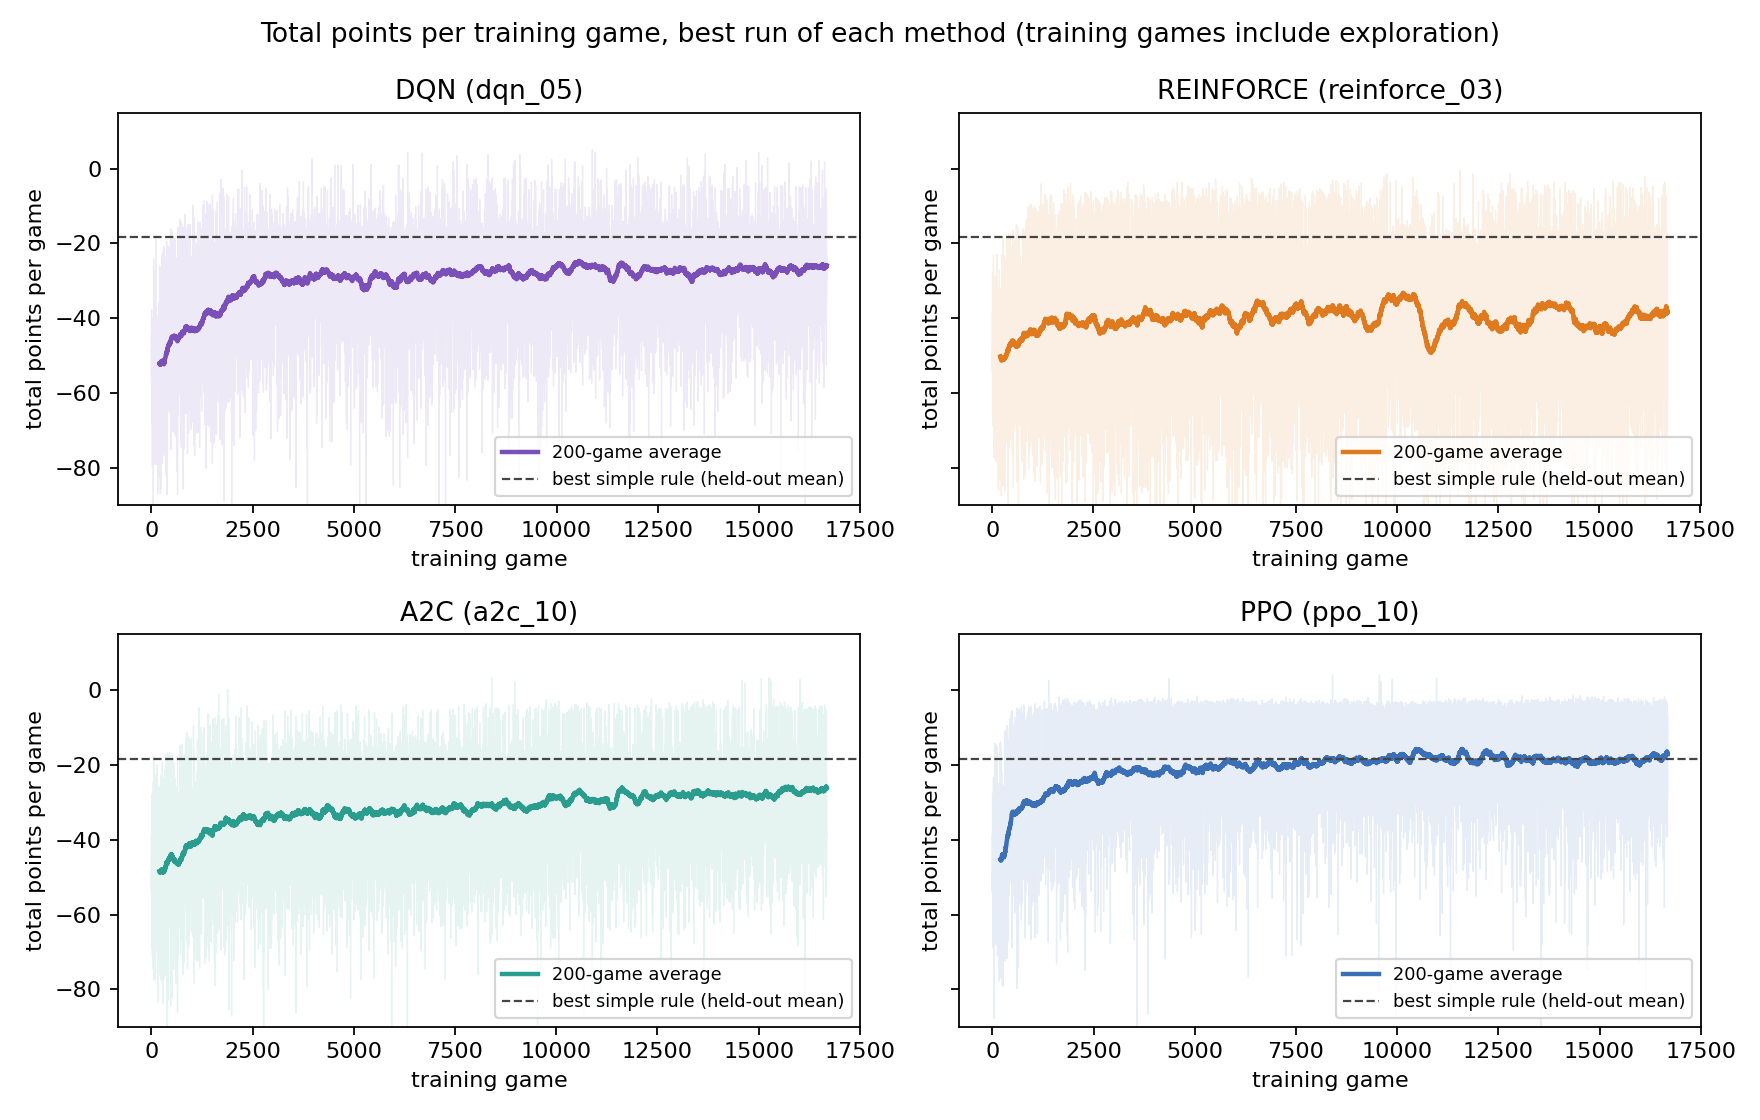 Total points per training game, best run of each method (training games include exploration)
DQN (dqn_05)
total points per game
0
−20
−40
−60
−80
200-game average
best simple rule (held-out mean)
0 2500 5000 7500 10000 12500 15000 17500
training game
REINFORCE (reinforce_03)
total points per game
200-game average
best simple rule (held-out mean)
0 2500 5000 7500 10000 12500 15000 17500
training game
A2C (a2c_10)
total points per game
0
−20
−40
−60
−80
200-game average
best simple rule (held-out mean)
0 2500 5000 7500 10000 12500 15000 17500
training game
PPO (ppo_10)
total points per game
200-game average
best simple rule (held-out mean)
0 2500 5000 7500 10000 12500 15000 17500
training game